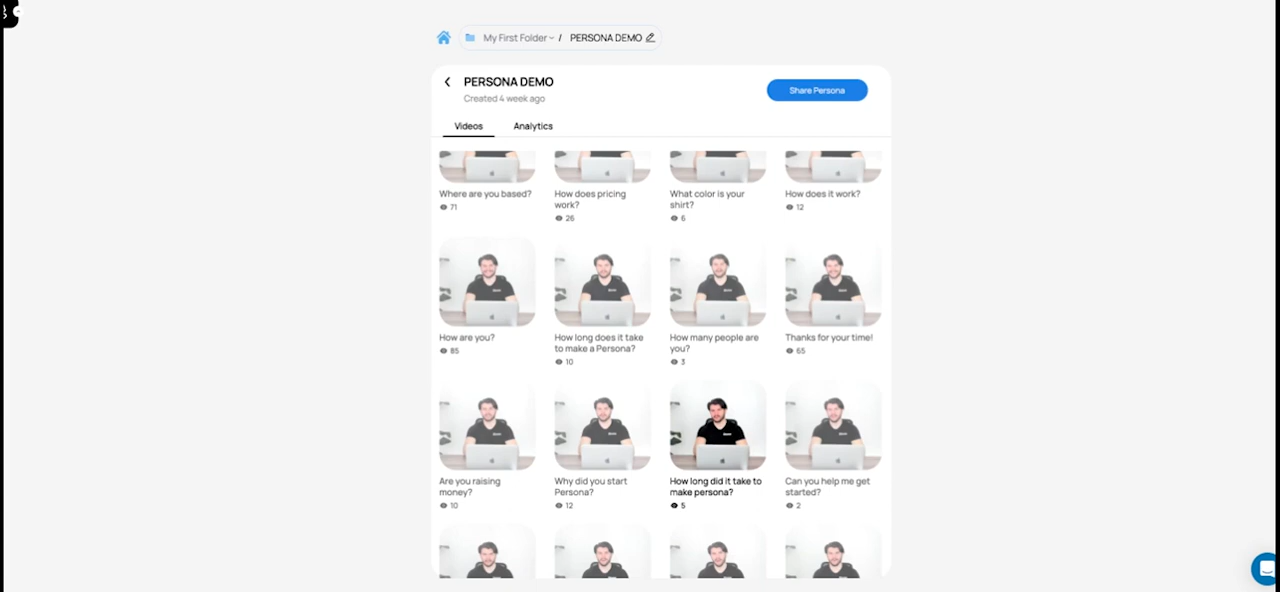 My First Folder / PERSONA DEMO
PERSONA DEMO
Created 4 week ago
Share Persona
Videos Analytics
Where are you based?
71
How does pricing
work?
26
What color is your
shirt?
6
How does it work?
12
How are you?
85
How long does it take
to make a Persona?
10
How many people are
you?
3
Thanks for your time!
65
Are you raising
money?
10
Why did you start
Persona?
12
How long did it take to
make persona?
5
Can you help me get
started?
2